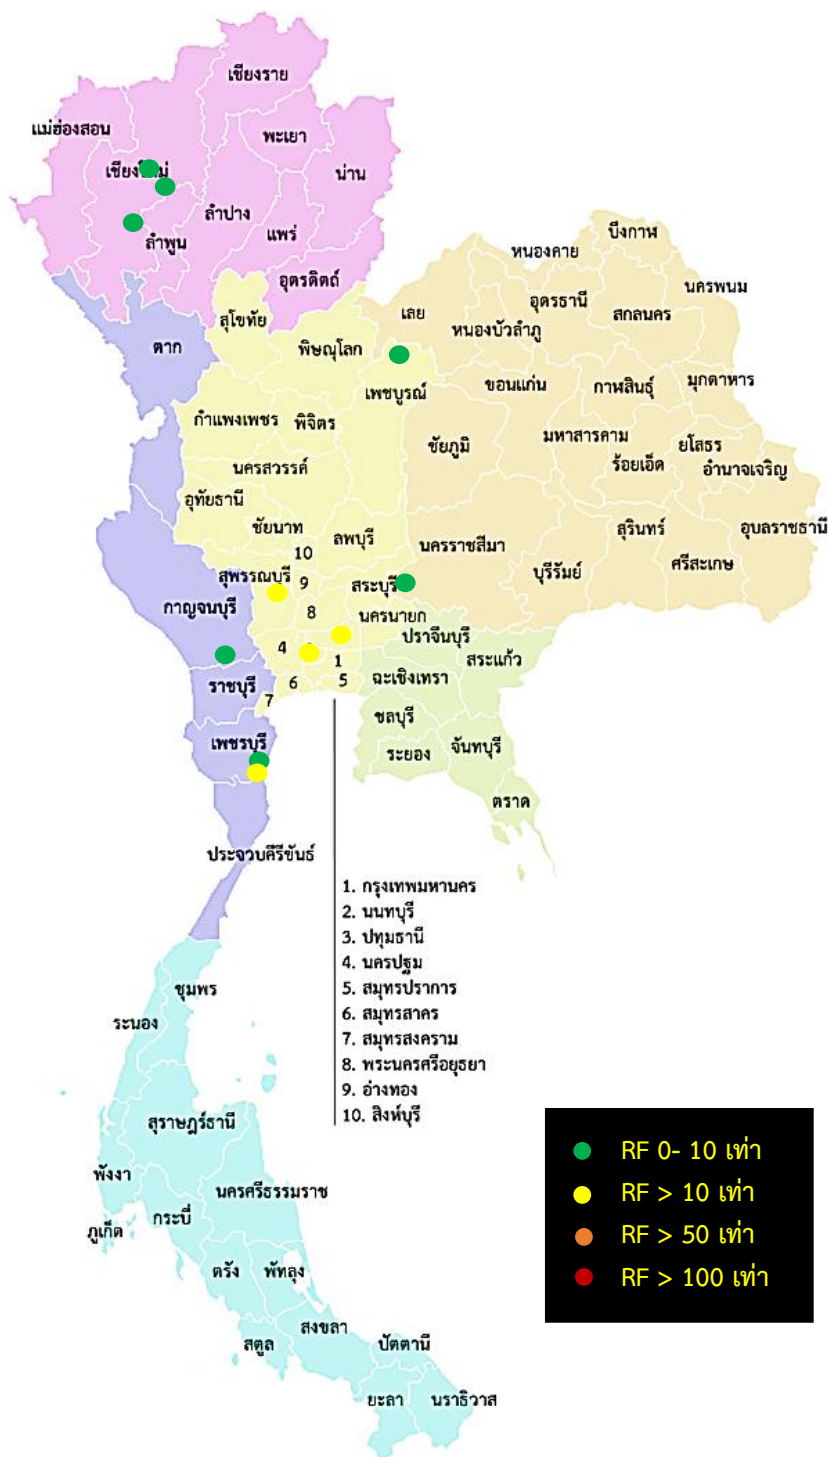 เชียงราย
แม่ฮ่องสอน
พะเยา
เชียงใหม่
น่าน
ลำปาง
แพร่
ลำพูน
อุตรดิตถ์
บึงกาฬ
หนองคาย
นครพนม
อุดรธานี
เลย
สกลนคร
สุโขทัย
หนองบัวลำภู
ตาก
พิษณุโลก
เพชบูรณ์
ขอนแก่น
กาฬสินธุ์
มุกดาหาร
กำแพงเพชร
พิจิตร
มหาสารคาม
ชัยภูมิ
ยโสธร
ร้อยเอ็ด
อำนาจเจริญ
นครสวรรค์
อุทัยธานี
ชัยนาท
ลพบุรี
นครราชสีมา
สุรินทร์
อุบลราชธานี
10
บุรีรัมย์
ศรีสะเกษ
สุพรรณบุรี
9
สระบุรี
กาญจนบุรี
8
นครนายก
ปราจีนบุรี
4
1
สระแก้ว
ราชบุรี
6
5
ฉะเชิงเทรา
7
ชลบุรี
เพชรบุรี
ระยอง
จันทบุรี
ตราด
ประจวบคีรีขันธ์
1. กรุงเทพมหานคร
2. นนทบุรี
3. ปทุมธานี
4. นครปฐม
5. สมุทรปราการ
6. สมุทรสาคร
7. สมุทรสงคราม
8. พระนครศรีอยุธยา
9. อ่างทอง
10. สิงห์บุรี
ชุมพร
ระนอง
สุราษฎร์ธานี
พังงา
นครศรีธรรมราช
กระบี่
ภูเก็ต
ตรัง
พัทลุง
สงขลา
สตูล
ปัตตานี
ยะลา
นราธิวาส
RF 0- 10 เท่า
RF > 10 เท่า
RF > 50 เท่า
RF > 100 เท่า